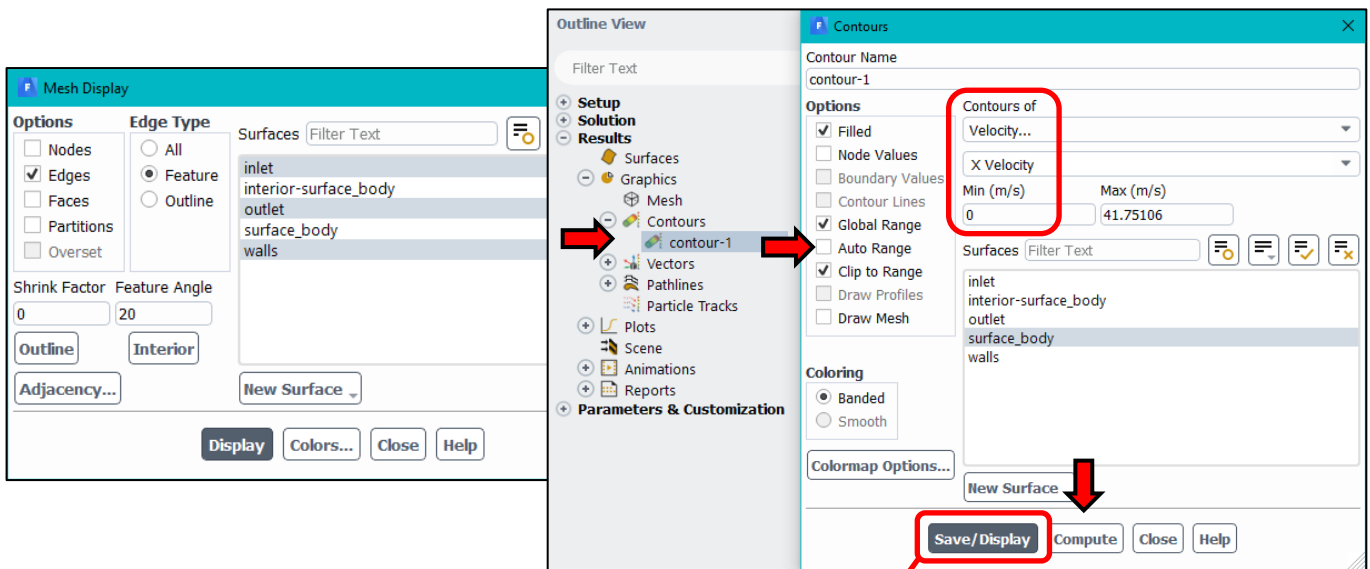 Mesh Display
Options
Edge Type
Surfaces Filter Text
Nodes
Edges
Faces
Partitions
Overset
All
Feature
Outline
inlet
interior-surface_body
outlet
surface_body
walls
Shrink Factor Feature Angle
0 20
Outline Interior
Adjacency... New Surface
Display Colors... Close Help
Outline View
Filter Text
Setup
Solution
Results
Surfaces
Graphics
Mesh
Contours
contour-1
Vectors
Pathlines
Particle Tracks
Plots
Scene
Animations
Reports
Parameters & Customization
Contours
Contour Name
contour-1
Options
Filled
Node Values
Boundary Values
Contour Lines
Global Range
Auto Range
Clip to Range
Draw Profiles
Draw Mesh
Coloring
Banded
Smooth
Colormap Options...
Contours of
Velocity...
X Velocity
Min (m/s) Max (m/s)
0 41.75106
Surfaces Filter Text
inlet
interior-surface_body
outlet
surface_body
walls
New Surface
Save/Display Compute Close Help